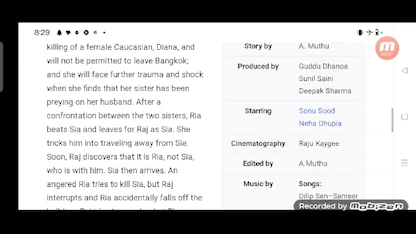 8:29
killing of a female Caucasian, Diana, and
will not be permitted to leave Bangkok;
and she will face further trauma and shock
when she finds that her sister has been
preying on her husband. After a
confrontation between the two sisters, Ria
beats Sia and leaves for Raj as Sia. She
tricks him into traveling away from Sia.
Soon, Raj discovers that it is Ria, not Sia,
who is with him. Sia then arrives. An
angered Ria tries to kill Sia, but Raj
interrupts and Ria accidentally falls off the
Story by A. Muthu
Produced by Guddu Dhanoa
Sunil Saini
Deepak Sharma
Starring Sonu Sood
Neha Dhupia
Cinematography Raju Kaygee
Edited by A.Muthu
Music by Songs:
Dilip Sen-Sameer
Recorded by Mobizen